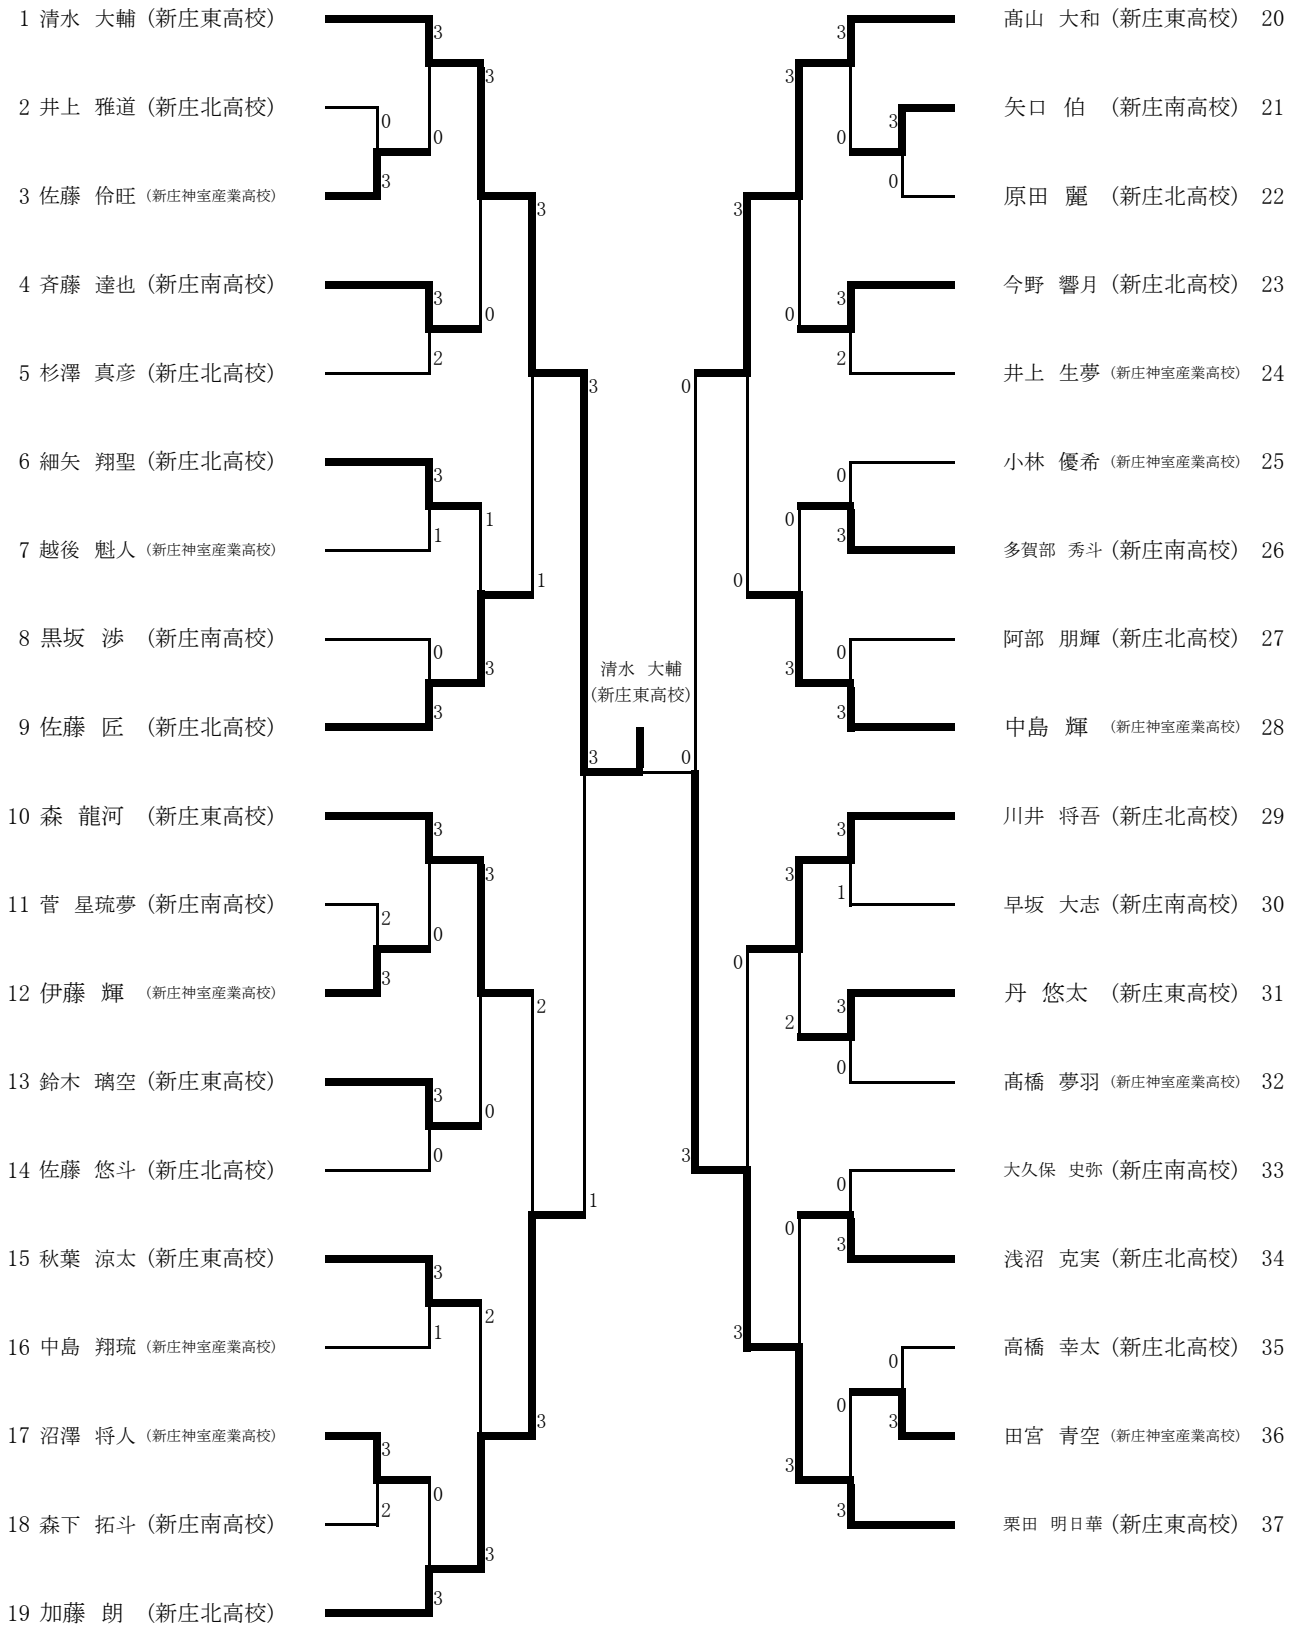 1 清水 大輔 (新庄東高校)
2 井上 雅道 (新庄北高校)
3 佐藤 伶旺 (新庄神室産業高校)
4 斉藤 達也 (新庄南高校)
5 杉澤 真彦 (新庄北高校)
6 細矢 翔聖 (新庄北高校)
7 越後 魁人 (新庄神室産業高校)
8 黒坂 渉 (新庄南高校)
9 佐藤 匠 (新庄北高校)
10 森 龍河 (新庄東高校)
11 菅 星琉夢 (新庄南高校)
12 伊藤 輝 (新庄神室産業高校)
13 鈴木 璃空 (新庄東高校)
14 佐藤 悠斗 (新庄北高校)
15 秋葉 涼太 (新庄東高校)
16 中島 翔琉 (新庄神室産業高校)
17 沼澤 将人 (新庄神室産業高校)
18 森下 拓斗 (新庄南高校)
19 加藤 朗 (新庄北高校)
0
3
2
3
3
2
3
0
3
2
3
1
0
3
3
0
3
0
3
1
0
3
3
0
1
3
3
0
2
3
3
1
2
3
3
1
3
清水 大輔
(新庄東高校)
0
0
3
3
0
0
3
3
0
0
3
3
2
0
3
3
0
3
2
0
3
0
3
3
1
3
0
0
3
0
3
3
0
0
3
髙山 大和 (新庄東高校) 20
矢口 伯 (新庄南高校) 21
原田 麗 (新庄北高校) 22
今野 響月 (新庄北高校) 23
井上 生夢 (新庄神室産業高校) 24
小林 優希 (新庄神室産業高校) 25
多賀部 秀斗 (新庄南高校) 26
阿部 朋輝 (新庄北高校) 27
中島 輝 (新庄神室産業高校) 28
川井 将吾 (新庄北高校) 29
早坂 大志 (新庄南高校) 30
丹 悠太 (新庄東高校) 31
髙橋 夢羽 (新庄神室産業高校) 32
大久保 史弥 (新庄南高校) 33
浅沼 克実 (新庄北高校) 34
高橋 幸太 (新庄北高校) 35
田宮 青空 (新庄神室産業高校) 36
栗田 明日華 (新庄東高校) 37